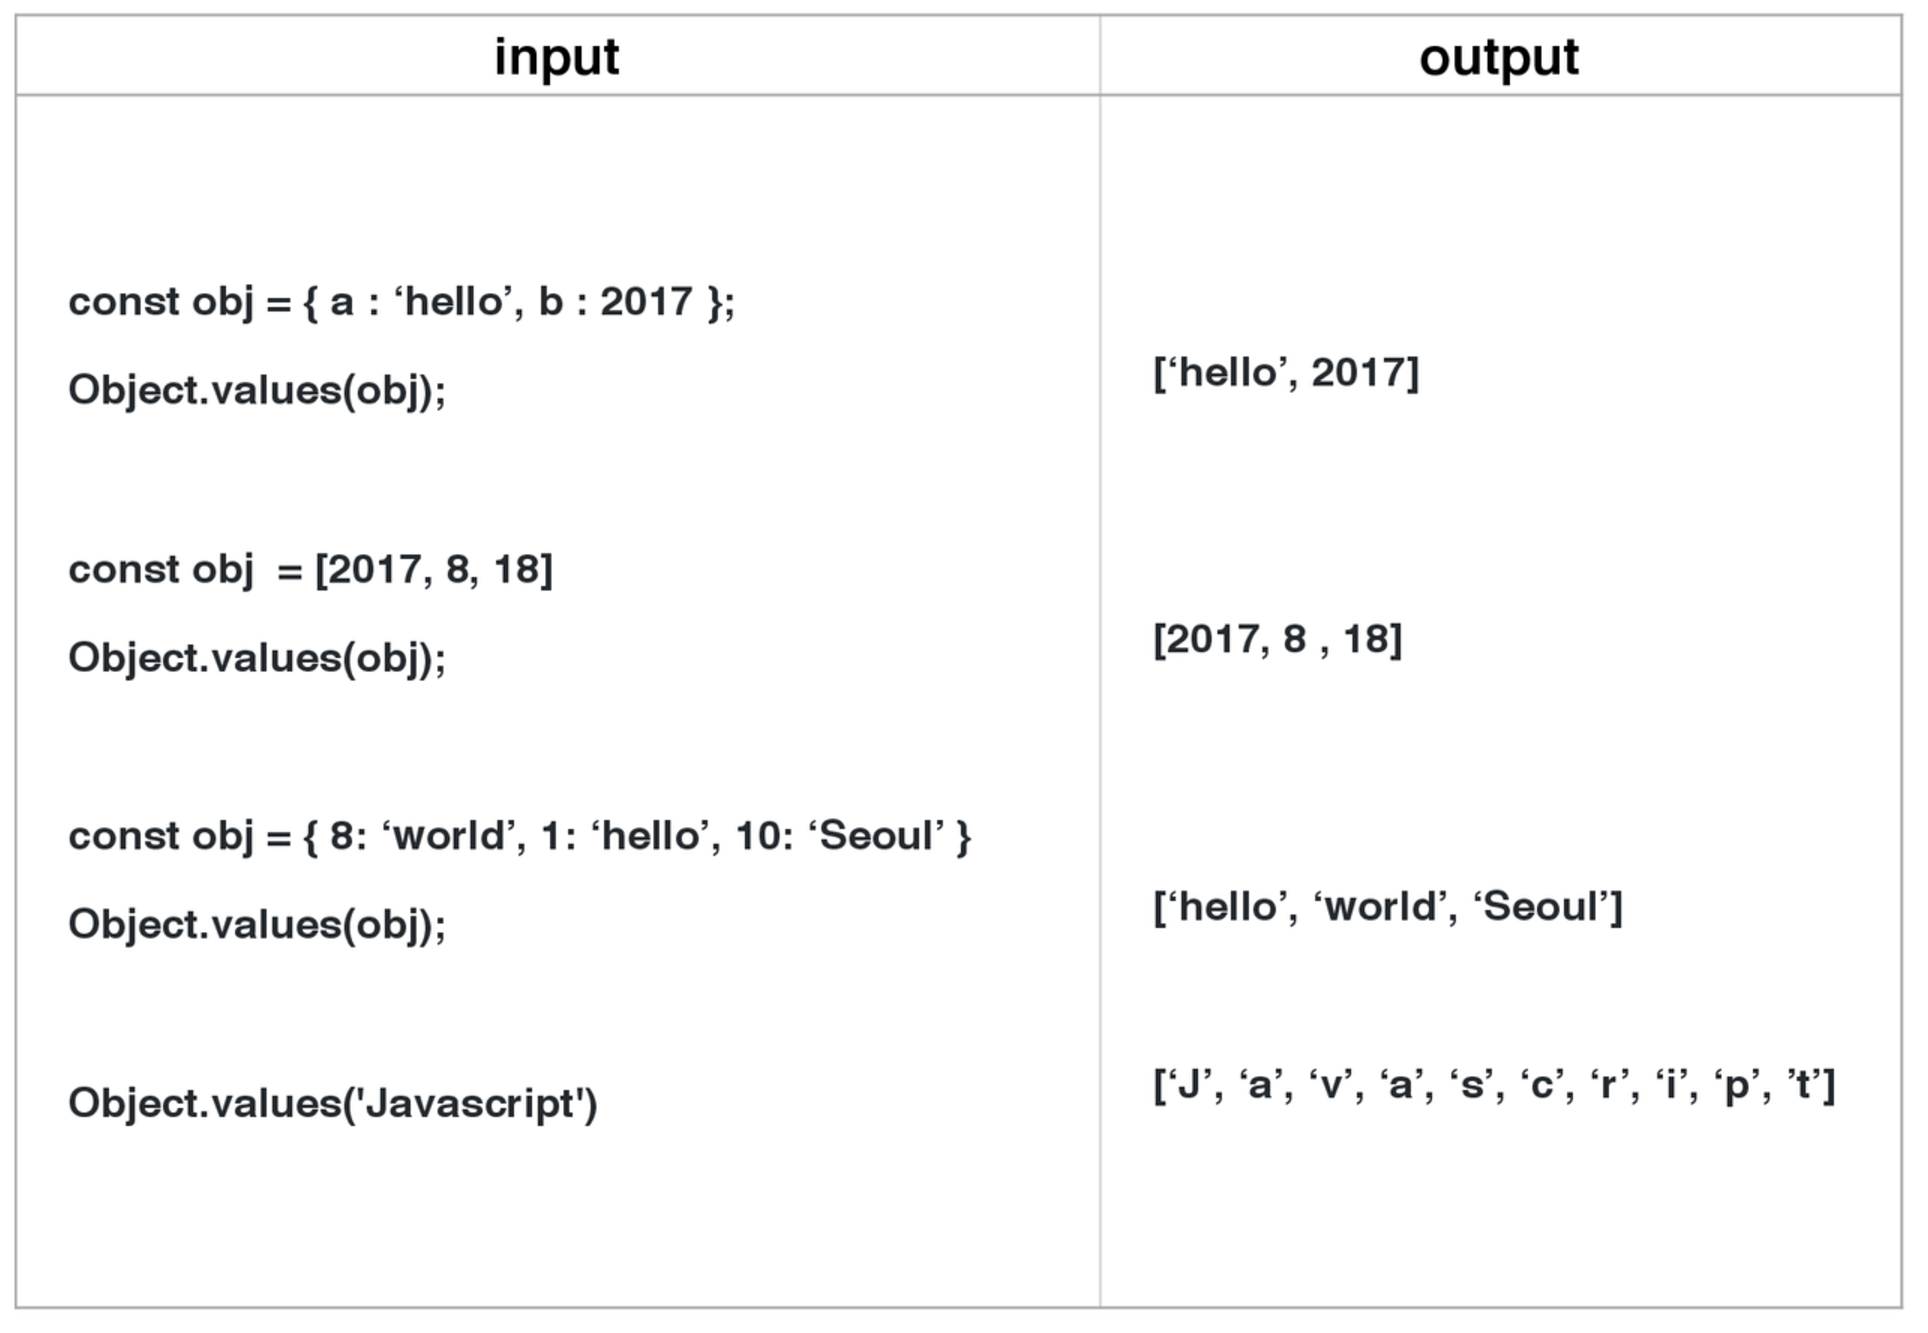 input
output
const obj = { a : ‘hello’, b : 2017 };
Object.values(obj);
[‘hello’, 2017]
const obj  = [2017, 8, 18]
Object.values(obj);
[2017, 8 , 18]
const obj = { 8: ‘world’, 1: ‘hello’, 10: ‘Seoul’ }
Object.values(obj);
[‘hello’, ‘world’, ‘Seoul’]
Object.values('Javascript')
[‘J’, ‘a’, ‘v’, ‘a’, ‘s’, ‘c’, ‘r’, ‘i’, ‘p’, ’t’]